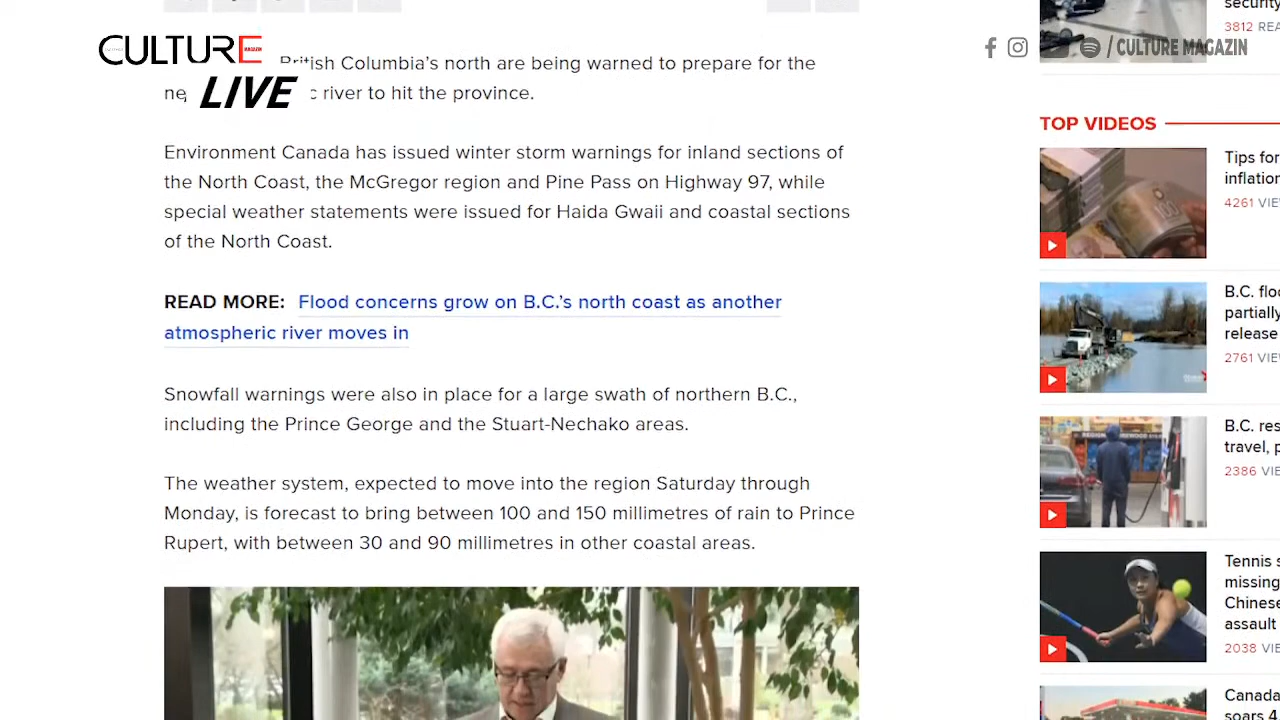 CULTURE
MAGAZIN
LIVE
/ CULTURE MAGAZIN
British Columbia's north are being warned to prepare for the
river to hit the province.
Environment Canada has issued winter storm warnings for inland sections of
the North Coast, the McGregor region and Pine Pass on Highway 97, while
special weather statements were issued for Haida Gwaii and coastal sections
of the North Coast.
READ MORE: Flood concerns grow on B.C.'s north coast as another
atmospheric river moves in
Snowfall warnings were also in place for a large swath of northern B.C.,
including the Prince George and the Stuart-Nechako areas.
The weather system, expected to move into the region Saturday through
Monday, is forecast to bring between 100 and 150 millimetres of rain to Prince
Rupert, with between 30 and 90 millimetres in other coastal areas.
security
3812 REA
TOP VIDEOS
Tips for
inflation
4261 VIE
B.C. floo
partially
release
2761 VIE
B.C. res
travel, p
2386 VIE
Tennis s
missing
Chinese
assault
2038 VIE
Canada
sears 4